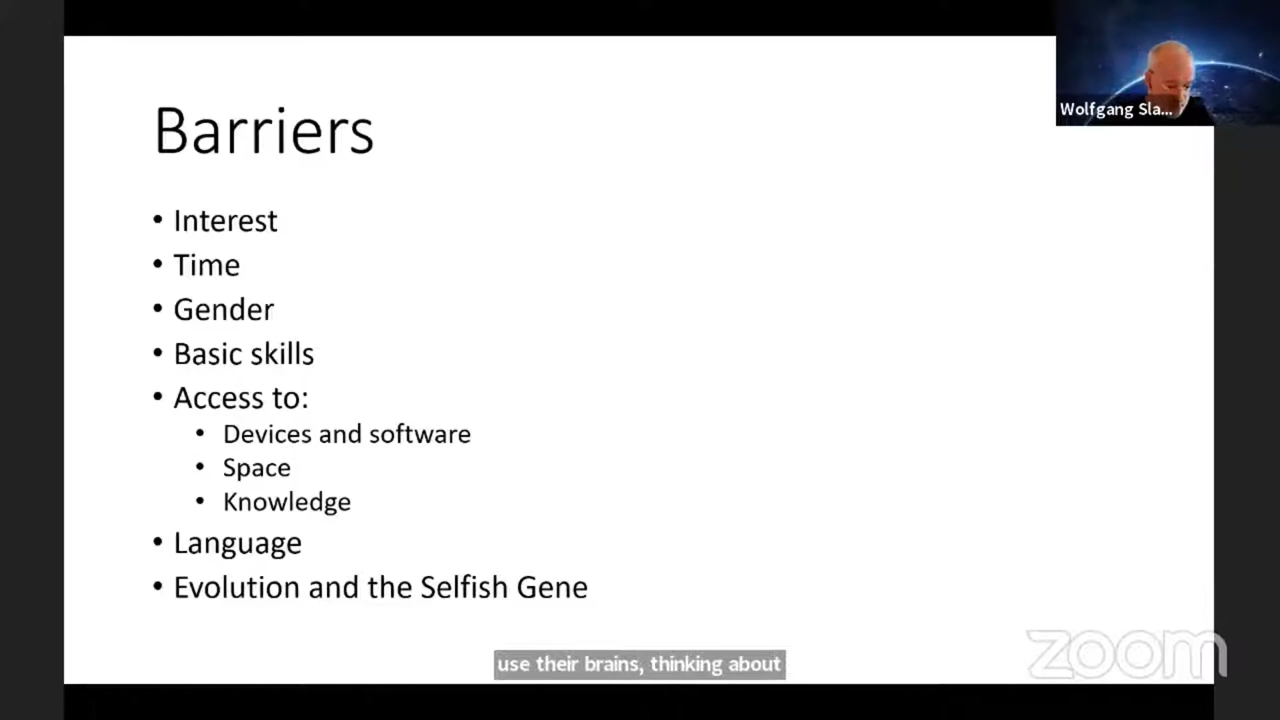 Barriers
Wolfgang Sla...
• Interest
• Time
• Gender
• Basic skills
• Access to:
• Devices and software
• Space
• Knowledge
• Language
• Evolution and the Selfish Gene
use their brains, thinking about
zoom